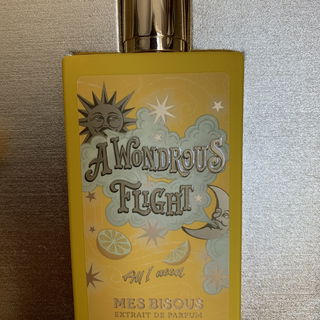 A WONDROUS
FLIGHT
All I need
MES BISOUS
EXTRAIT DE PARFUM